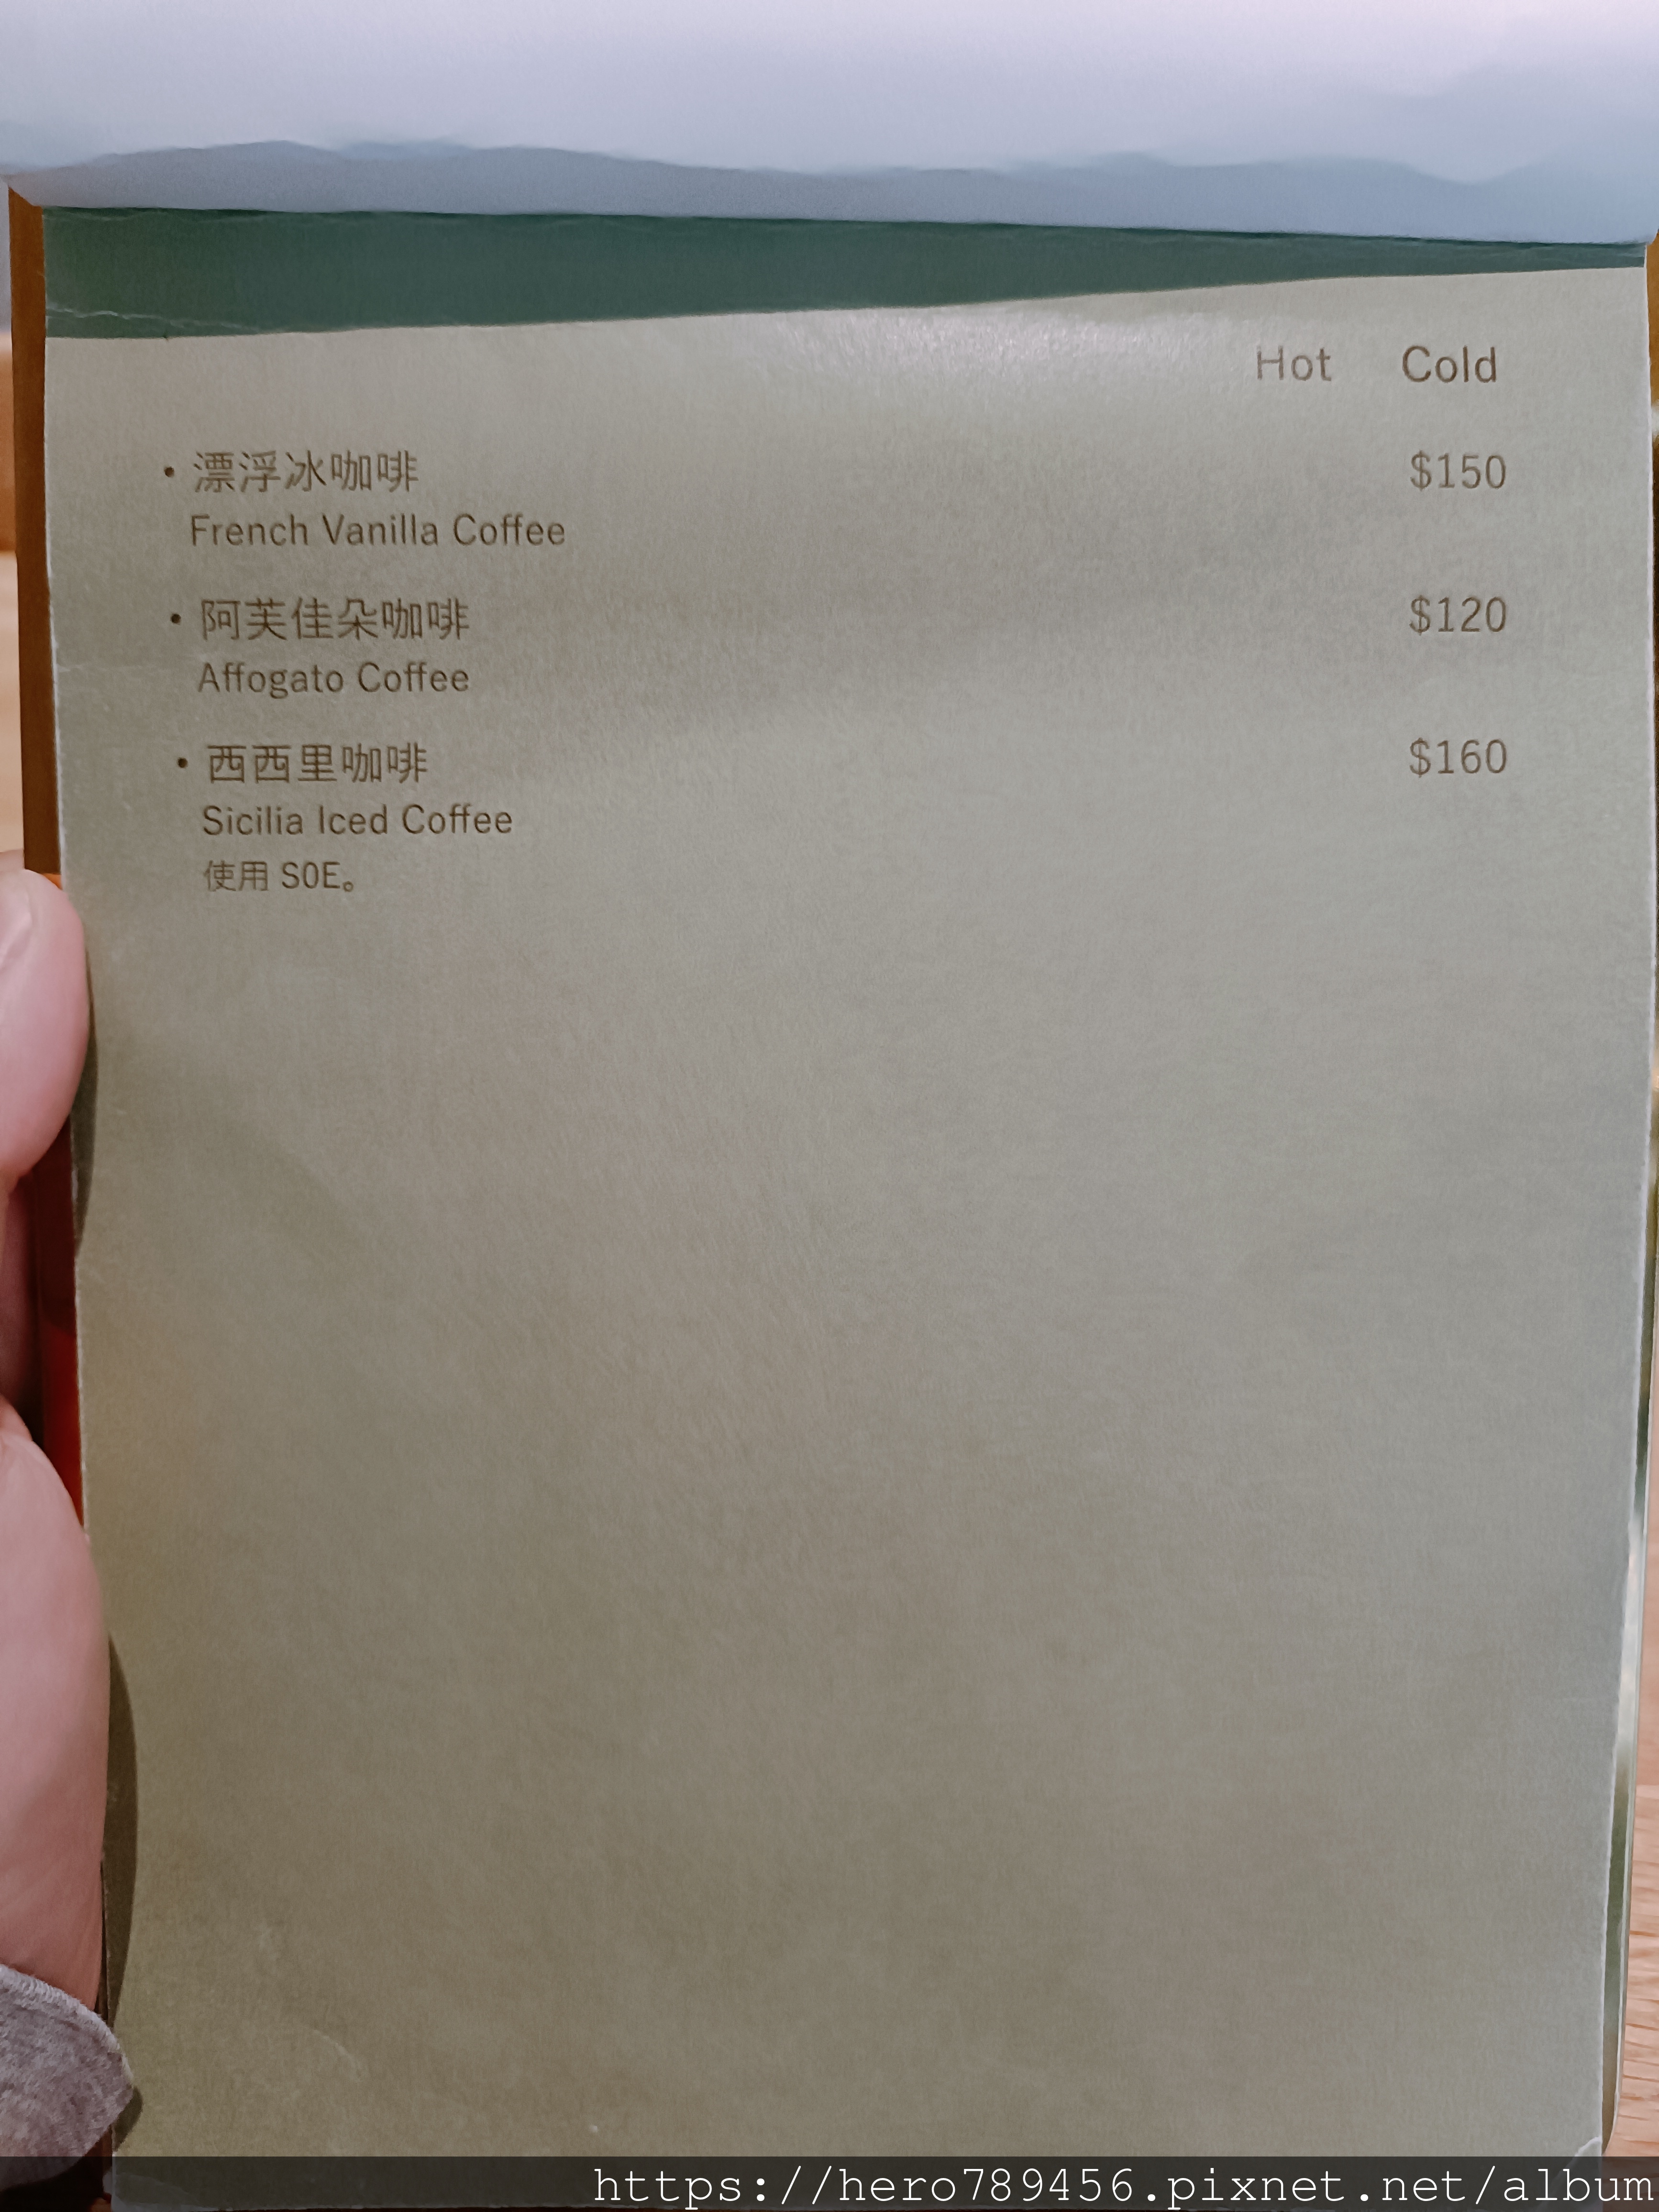 Hot Cold
• 漂浮冰咖啡 $150
French Vanilla Coffee
• 阿芙佳朵咖啡 $120
Affogato Coffee
• 西西里咖啡 $160
Sicilia Iced Coffee
使用 SOE。
https://hero789456.pixnet.net/album